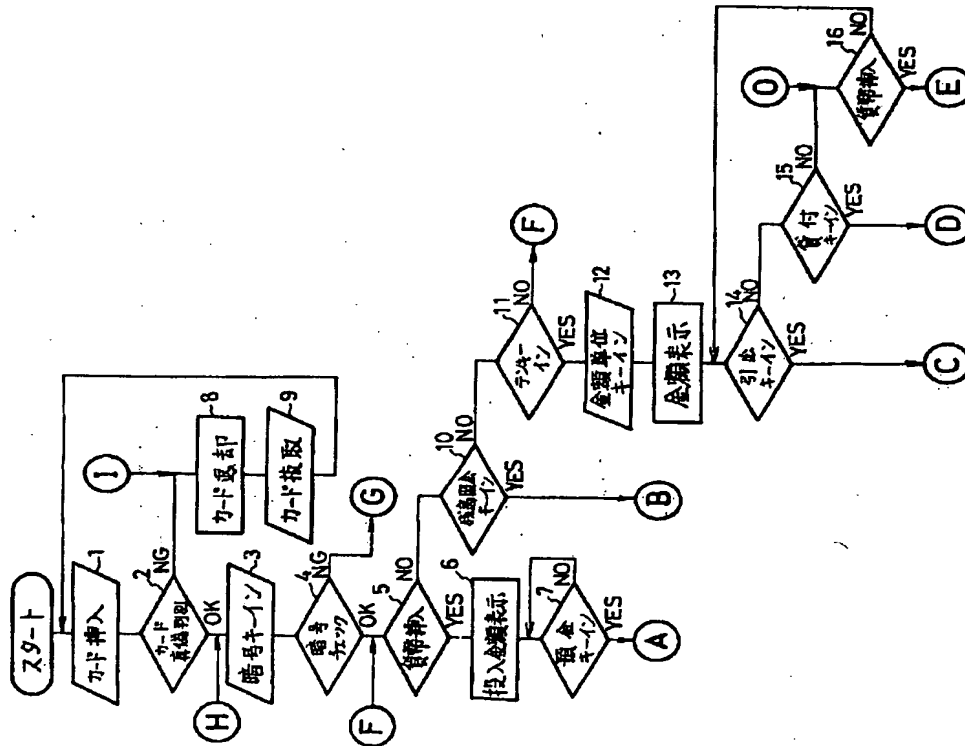 スタート
カード挿入
1
カード
真偽判別
2
NG
OK
H
暗号キーイン
3
暗号
チェック
4
NG
G
OK
F
貨幣挿入
5
NO
YES
投入金額表示
6
預金
キーイン
7
NO
YES
A
I
カード返却
8
カード抜取
9
残高照会
キーイン
10
NO
YES
B
テンキー
イン
11
NO
F
YES
金額単位
キーイン
12
金額表示
13
引出
キーイン
14
NO
YES
C
貸付
キーイン
15
NO
YES
D
O
貨幣挿入
16
NO
YES
E